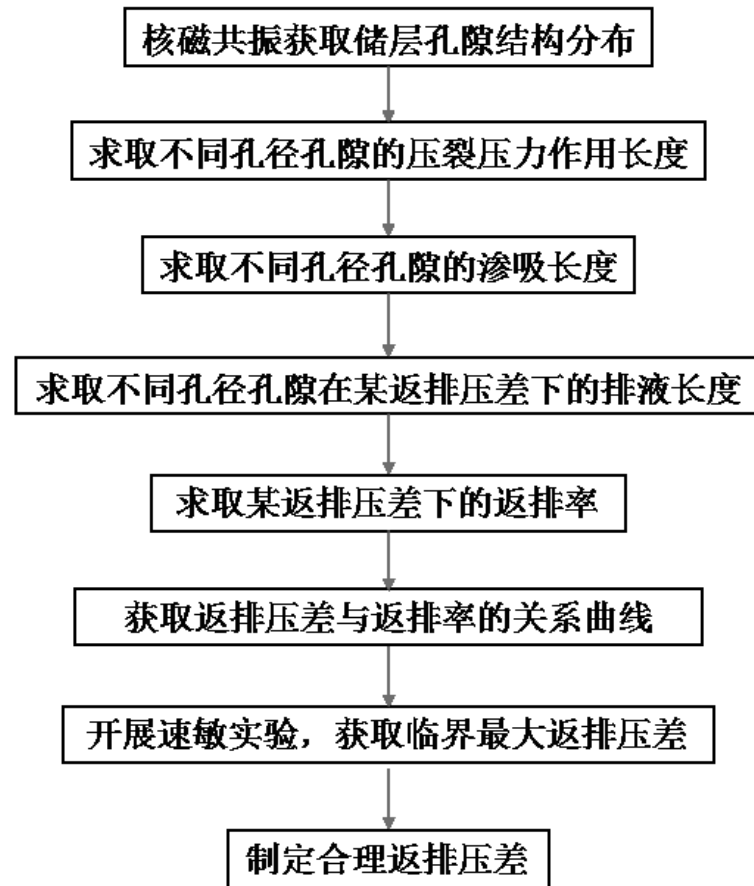 核磁共振获取储层孔隙结构分布
求取不同孔径孔隙的压裂压力作用长度
求取不同孔径孔隙的渗吸长度
求取不同孔径孔隙在某返排压差下的排液长度
求取某返排压差下的返排率
获取返排压差与返排率的关系曲线
开展速敏实验，获取临界最大返排压差
制定合理返排压差